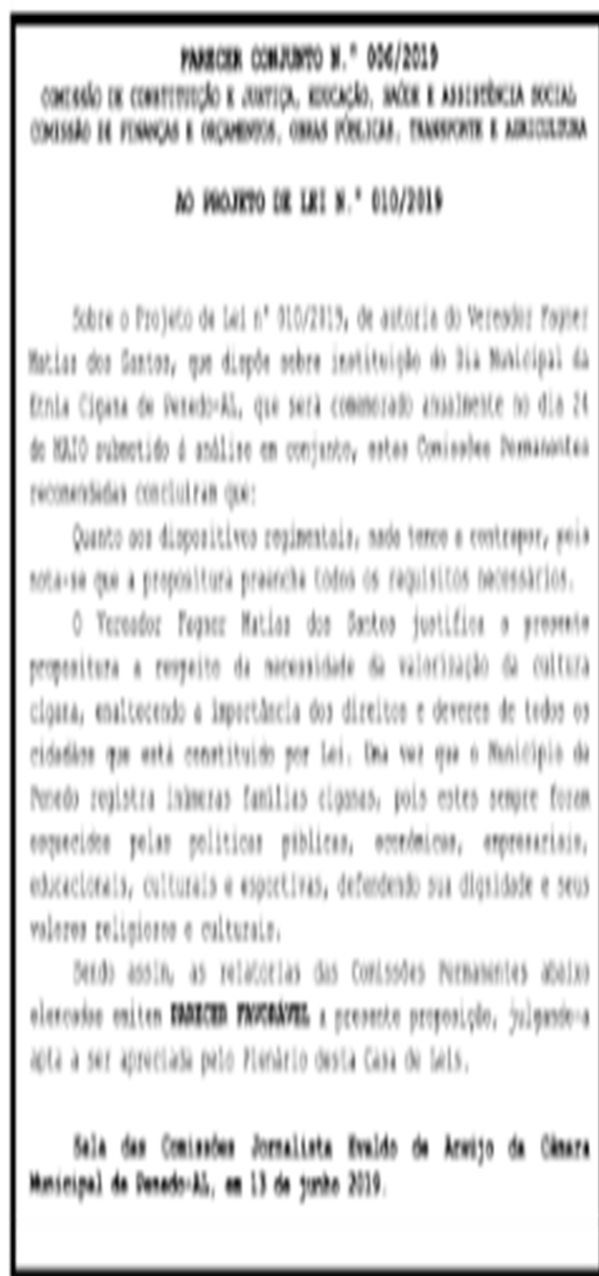 PARECER CONJUNTO N.° 006/2019
COMISSÃO DE CONSTITUIÇÃO E JUSTIÇA, EDUCAÇÃO, SAÚDE E ASSISTÊNCIA SOCIAL
COMISSÃO DE FINANÇAS E ORÇAMENTOS, OBRAS PÚBLICAS, TRANSPORTE E AGRICULTURA
AO PROJETO DE LEI N.° 010/2019
Sobre o Projeto de Lei n° 010/2019, de autoria do Vereador Fagner
Matias dos Santos, que dispõe sobre instituição do Dia Municipal da
Etnia Cigana de Penedo-AL, que será comemorado anualmente no dia 24
de MAIO submetido á análise em conjunto, estas Comissões Permanentes
recomendadas concluíram que:
Quanto aos dispositivos regimentais, nada temos a contrapor, pois
nota-se que a propositura preenche todos os requisitos necessários.
O Vereador Fagner Matias dos Santos justifica a presente
propositura a respeito da necessidade da valorização da cultura
cigana, enaltecendo a importância dos direitos e deveres de todos os
cidadãos que está constituído por Lei. Uma vez que o Município de
Penedo registra inúmeras famílias ciganas, pois estes sempre foram
esquecidos pelas políticas públicas, econômicas, empresariais,
educacionais, culturais e esportivas, defendendo sua dignidade e seus
valores religiosos e culturais.
Sendo assim, as relatorias das Comissões Permanentes abaixo
elencadas emitem PARECER FAVORÁVEL a presente proposição, julgando-a
apta a ser apreciada pelo Plenário desta Casa de Leis.
Sala das Comissões Jornalista Evaldo de Araújo da Câmara
Municipal de Penedo-AL, em 13 de junho 2019.